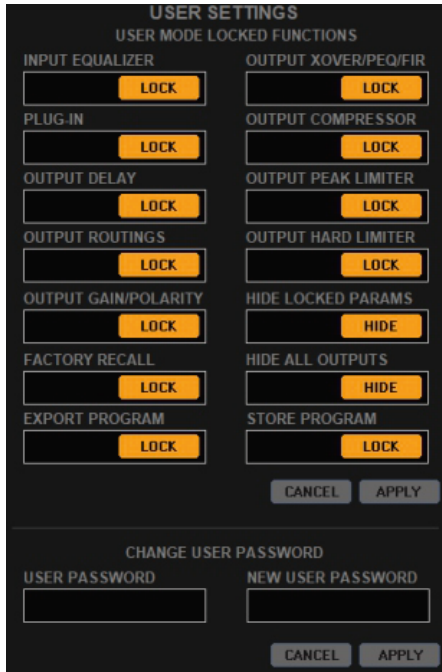 USER SETTINGS
USER MODE LOCKED FUNCTIONS
INPUT EQUALIZER OUTPUT XOVER/PEQ/FIR
LOCK LOCK
PLUG-IN OUTPUT COMPRESSOR
LOCK LOCK
OUTPUT DELAY OUTPUT PEAK LIMITER
LOCK LOCK
OUTPUT ROUTINGS OUTPUT HARD LIMITER
LOCK LOCK
OUTPUT GAIN/POLARITY HIDE LOCKED PARAMS
LOCK HIDE
FACTORY RECALL HIDE ALL OUTPUTS
LOCK HIDE
EXPORT PROGRAM STORE PROGRAM
LOCK LOCK
CANCEL APPLY
CHANGE USER PASSWORD
USER PASSWORD NEW USER PASSWORD
CANCEL APPLY